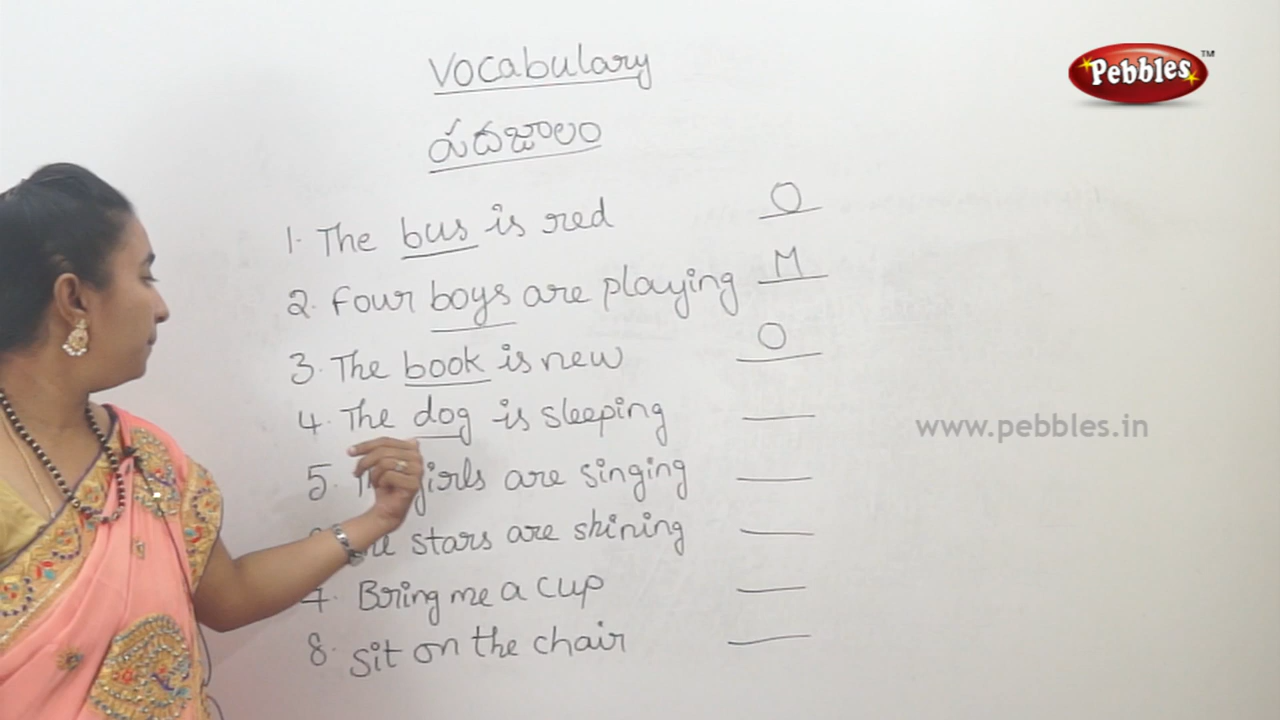 Vocabulary
పదజాలం
Pebbles™
1. The bus is red O
2. Four boys are playing M
3. The book is new O
4. The dog is sleeping
5. girls are singing
stars are shining
7. Bring me a cup
8. Sit on the chair
www.pebbles.in